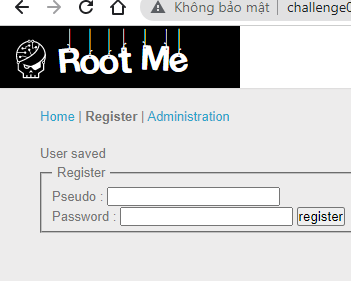 Không bảo mật | challenge0
Root Me
Home | Register | Administration
User saved
Register
Pseudo :
Password : register